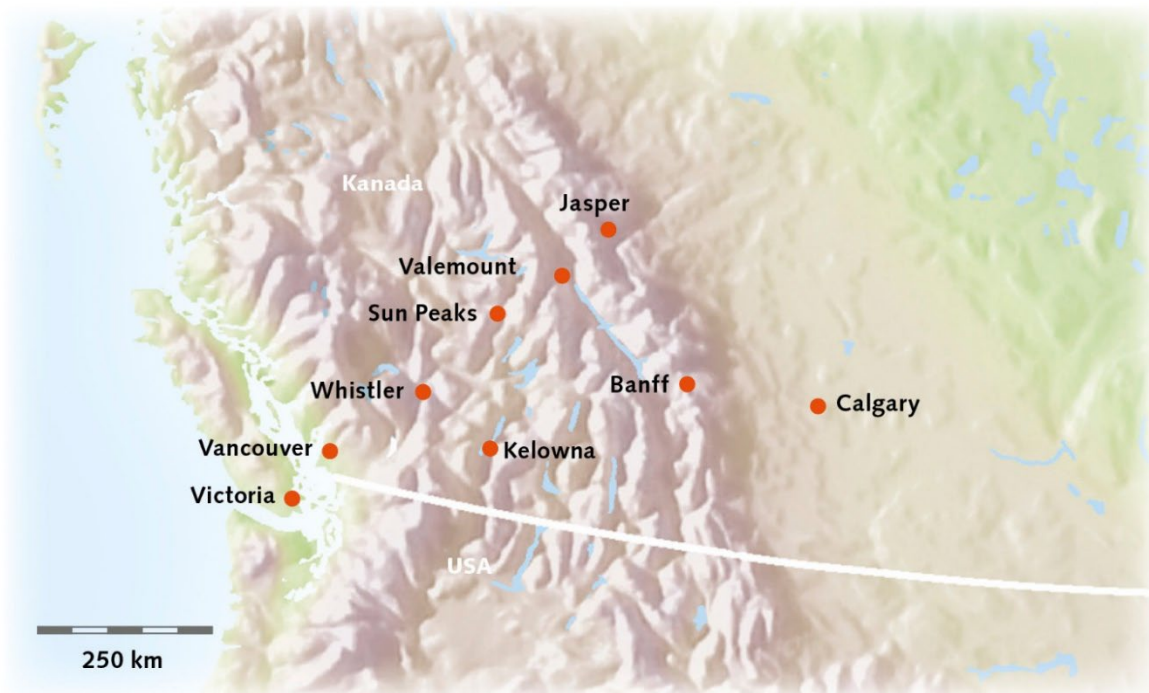 Kanada
Jasper
Valemount
Sun Peaks
Whistler
Banff
Calgary
Vancouver
Kelowna
Victoria
USA
250 km